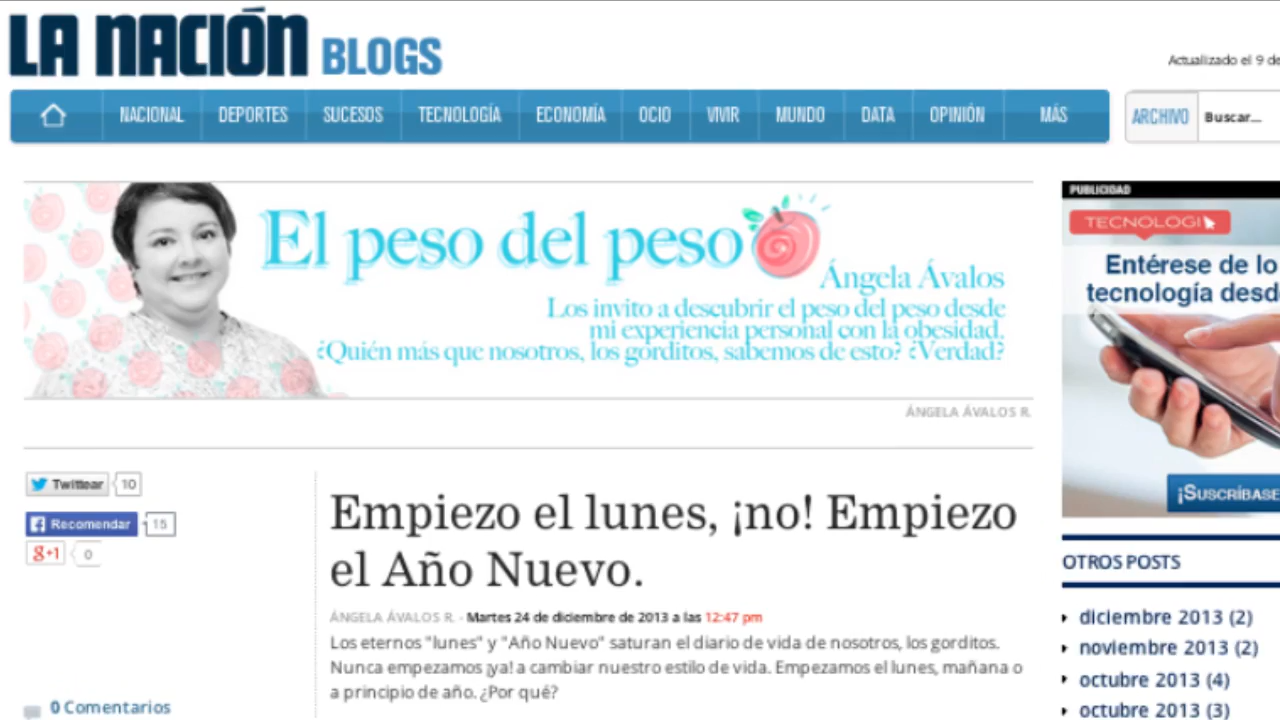 LA NACIÓN BLOGS
Actualizado el 9 de
NACIONAL DEPORTES SUCESOS TECNOLOGÍA ECONOMÍA OCIO VIVIR MUNDO DATA OPINIÓN MÁS
ARCHIVO Buscar...
El peso del peso
Ángela Ávalos
Los invito a descubrir el peso del peso desde
mi experiencia personal con la obesidad.
¿Quién más que nosotros, los gorditos, sabemos de esto? ¿Verdad?
ÁNGELA ÁVALOS R.
PUBLICIDAD
TECNOLOGI
Entérese de lo
tecnología desd
¡SUSCRÍBASE
Twittear 10
Recomendar 15
g+1 0
Empiezo el lunes, ¡no! Empiezo
el Año Nuevo.
ÁNGELA ÁVALOS R. - Martes 24 de diciembre de 2013 a las 12:47 pm
Los eternos "lunes" y "Año Nuevo" saturan el diario de vida de nosotros, los gorditos.
Nunca empezamos ¡ya! a cambiar nuestro estilo de vida. Empezamos el lunes, mañana o
a principio de año. ¿Por qué?
0 Comentarios
OTROS POSTS
diciembre 2013 (2)
noviembre 2013 (2)
octubre 2013 (4)
octubre 2013 (3)